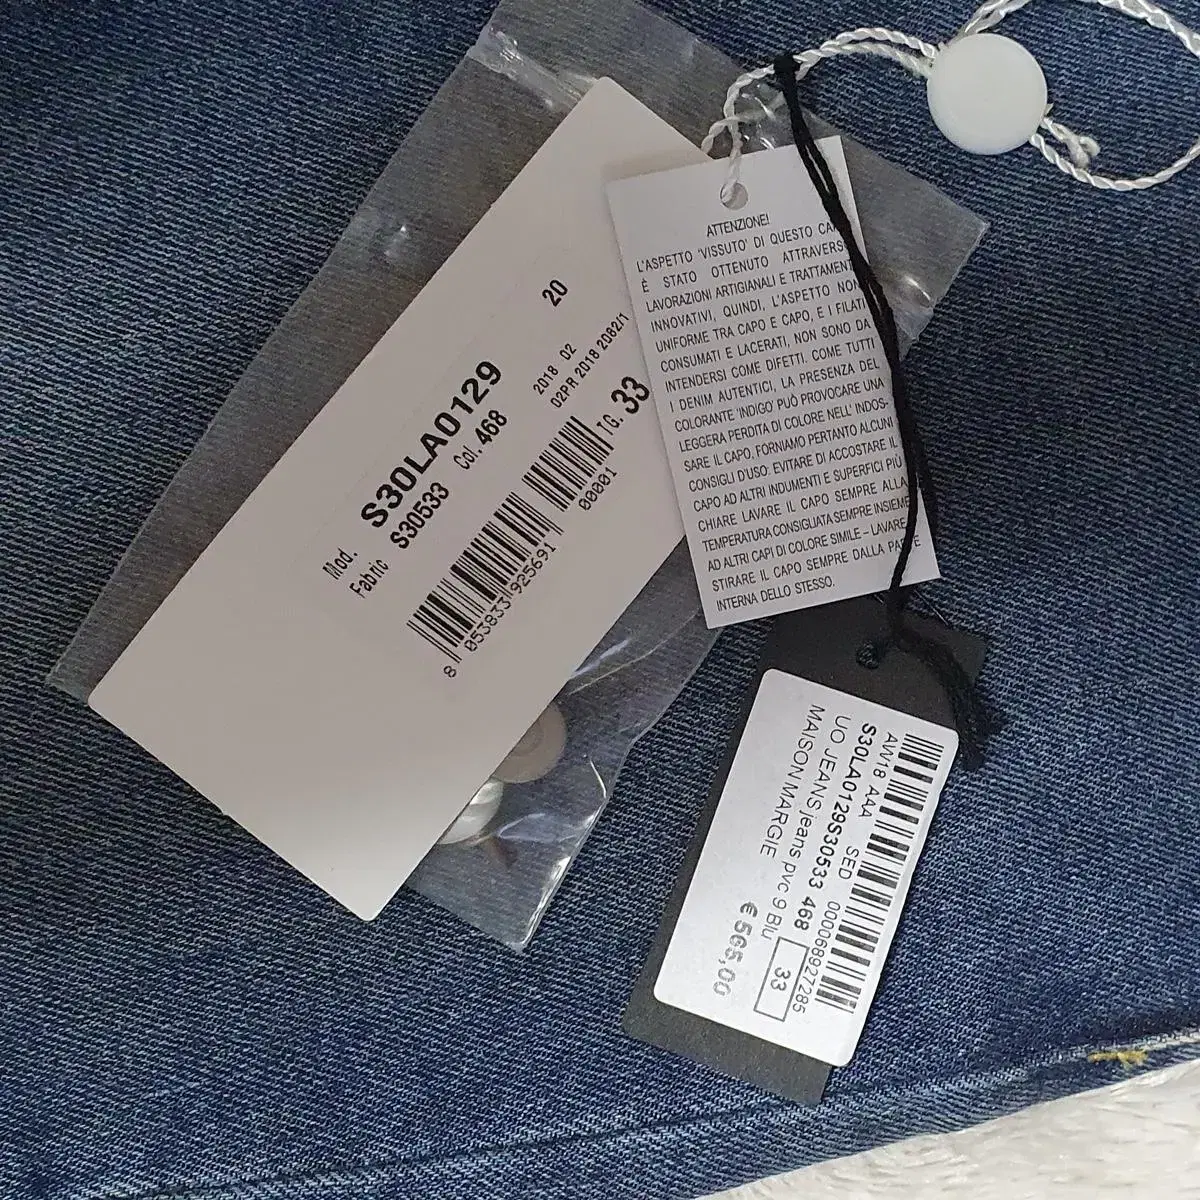 20
2018 02
02PR 2018 2082/1
Mod. S30LA0129
Fabric S30533 Col. 468
TG. 33
8 053833 925691
00001
ATTENZIONE!
L'ASPETTO 'VISSUTO' DI QUESTO
È STATO OTTENUTO ATTRAVERS
LAVORAZIONI ARTIGIANALI E TRATTAMENT
INNOVATIVI, QUINDI, L'ASPETTO NON
UNIFORME TRA CAPO E CAPO, E I FILATI
CONSUMATI E LACERATI, NON SONO DA
INTENDERSI COME DIFETTI. COME TUTTI
I DENIM AUTENTICI, LA PRESENZA DEL
COLORANTE 'INDIGO' PUÒ PROVOCARE UNA
LEGGERA PERDITA DI COLORE NELL' INDOS-
SARE IL CAPO, FORNIAMO PERTANTO ALCUNI
CONSIGLI D'USO: EVITARE DI ACCOSTARE IL
CAPO AD ALTRI INDUMENTI E SUPERFICI PIÙ
CHIARE LAVARE IL CAPO SEMPRE ALLA
TEMPERATURA CONSIGLIATA SEMPRE INSIEME
AD ALTRI CAPI DI COLORE SIMILE – LAVARE
STIRARE IL CAPO SEMPRE DALLA PARTE
INTERNA DELLO STESSO.
AW18 AAA SED 000068927285
S30LA0129S30533 468 33
UO JEANS jeans pvc 9 Blu
MAISON MARGIE
€ 565,00